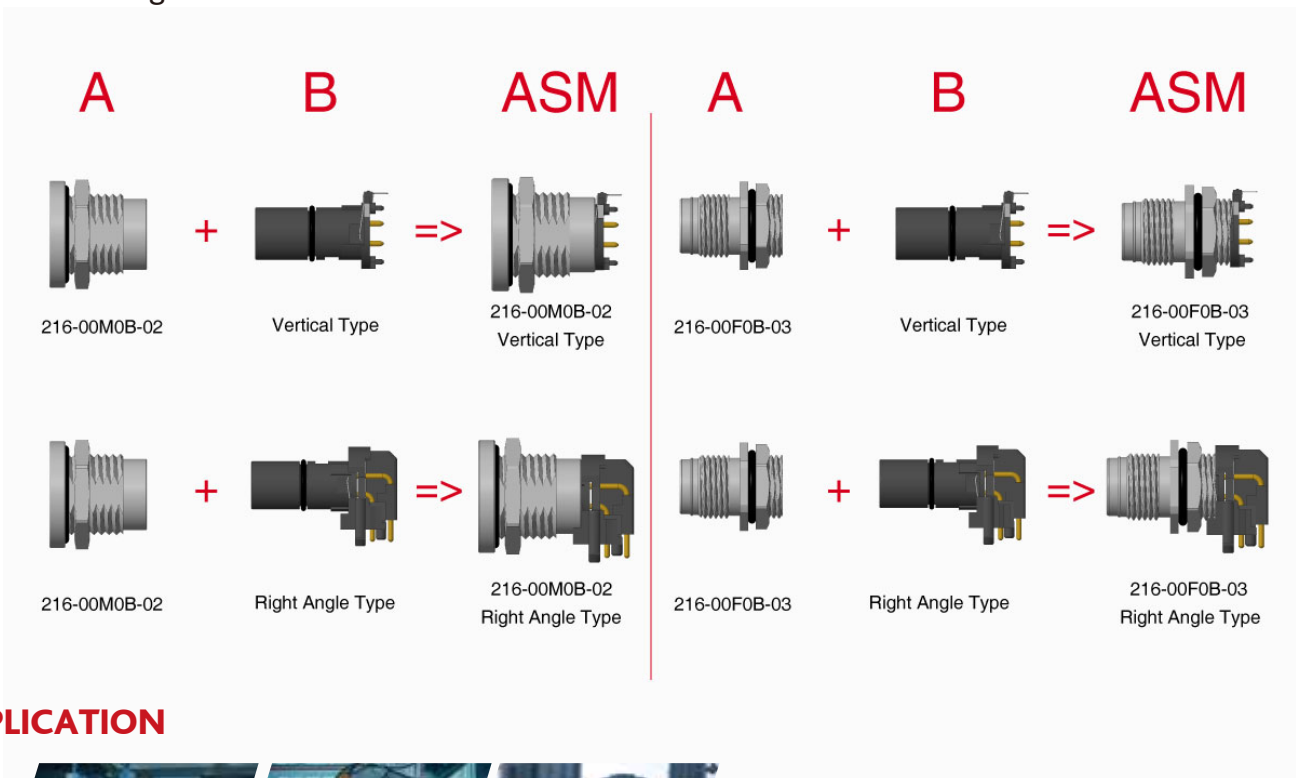 A B ASM A B ASM
+ => + =>
216-00M0B-02 Vertical Type 216-00M0B-02 216-00F0B-03 Vertical Type 216-00F0B-03
Vertical Type Vertical Type
+ => + =>
216-00M0B-02 Right Angle Type 216-00M0B-02 216-00F0B-03 Right Angle Type 216-00F0B-03
Right Angle Type Right Angle Type
PLICATION